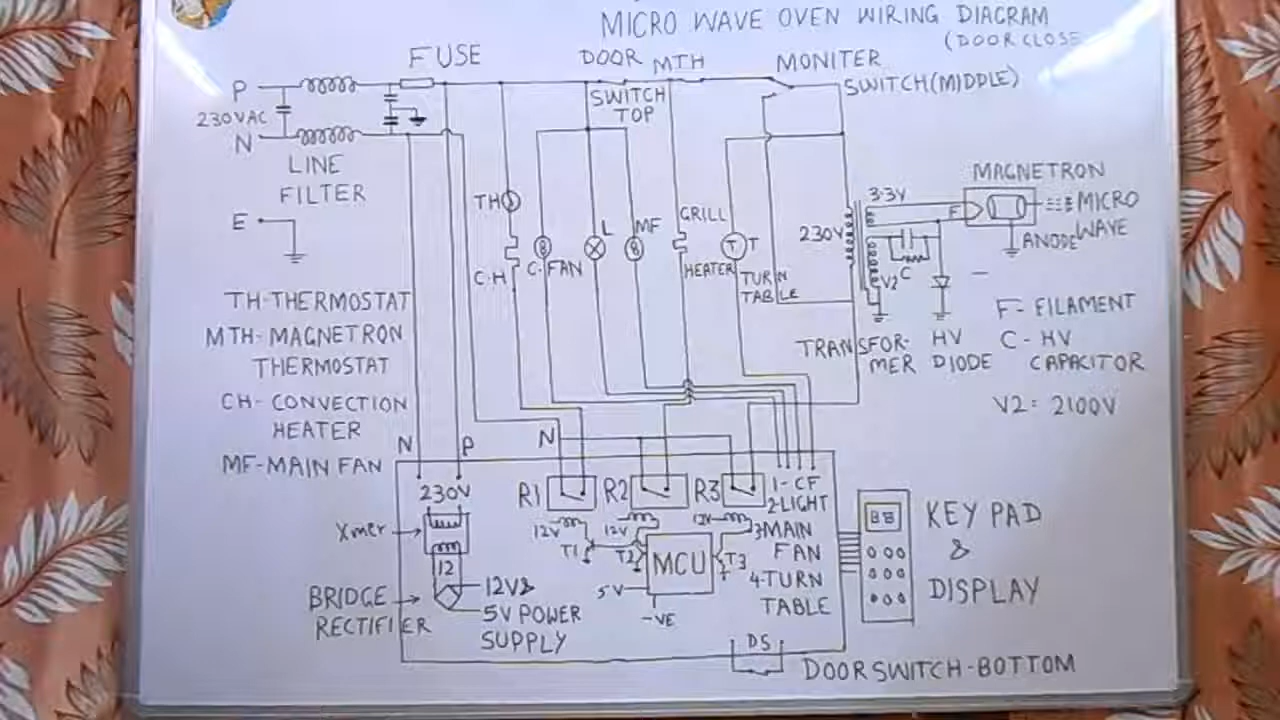 MICRO WAVE OVEN WIRING DIAGRAM
(DOOR CLOSE
FUSE
DOOR
MTH
MONITER
SWITCH(MIDDLE)
SWITCH
TOP
P
230VAC
N
LINE
FILTER
E
TH
C.H
C.FAN
L
MF
GRILL
HEATER
T
T
TURN
TABLE
230V
3.3V
V2
C
F
MAGNETRON
MICRO
WAVE
ANODE
TRANSFOR-
MER
HV
DIODE
F- FILAMENT
C - HV
CAPACITOR
V2 = 2100V
TH-THERMOSTAT
MTH-MAGNETRON
THERMOSTAT
CH- CONVECTION
HEATER
MF-MAIN FAN
N
P
N
230V
R1
R2
R3
1-CF
2-LIGHT
3MAIN
FAN
4-TURN
TABLE
12V
12V
12V
T1
T2
T3
MCU
5V
-VE
Xmer
12
BRIDGE
RECTIFIER
12V&
5V POWER
SUPPLY
DS
DOOR SWITCH-BOTTOM
88
KEY PAD
&
DISPLAY